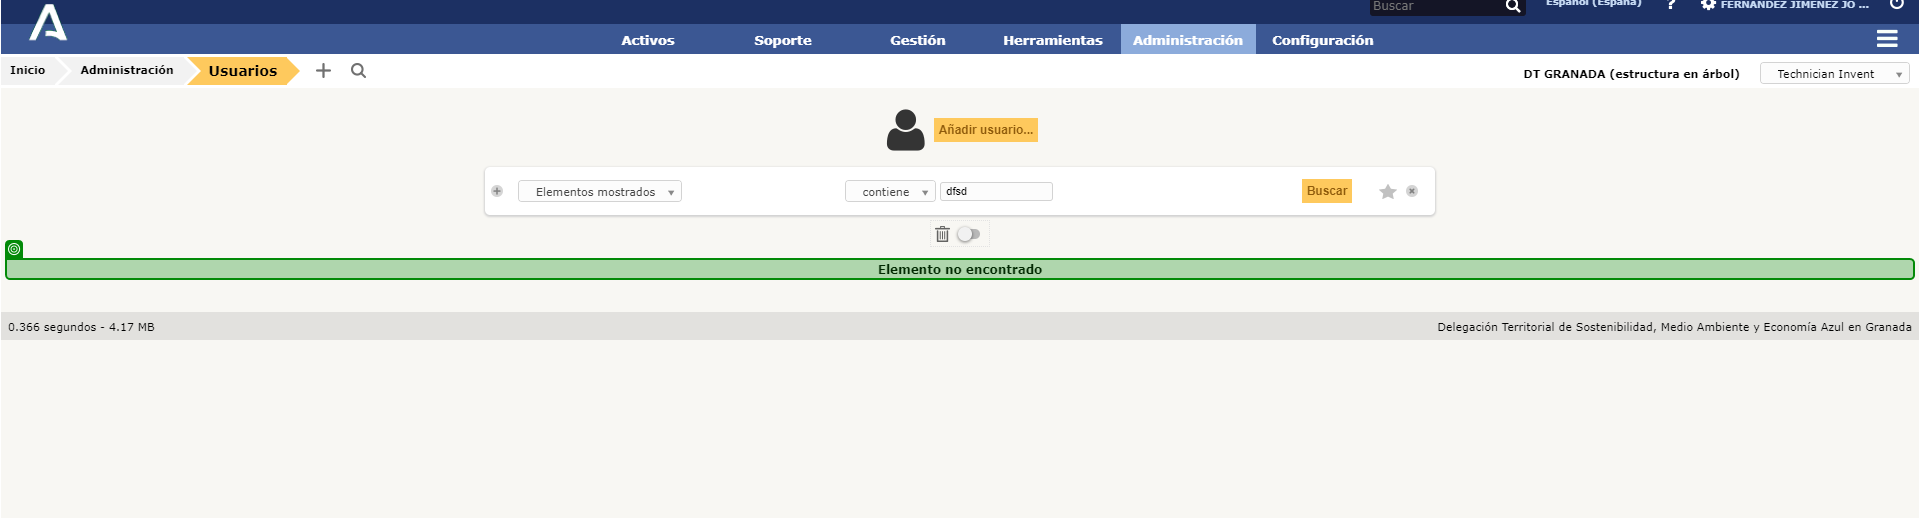 Buscar
Español (España)
?
FERNANDEZ JIMENEZ JO ...
Activos
Soporte
Gestión
Herramientas
Administración
Configuración
Inicio
Administración
Usuarios
DT GRANADA (estructura en árbol)
Technician Invent
Añadir usuario...
Elementos mostrados
contiene
dfsd
Buscar
Elemento no encontrado
0.366 segundos - 4.17 MB
Delegación Territorial de Sostenibilidad, Medio Ambiente y Economía Azul en Granada